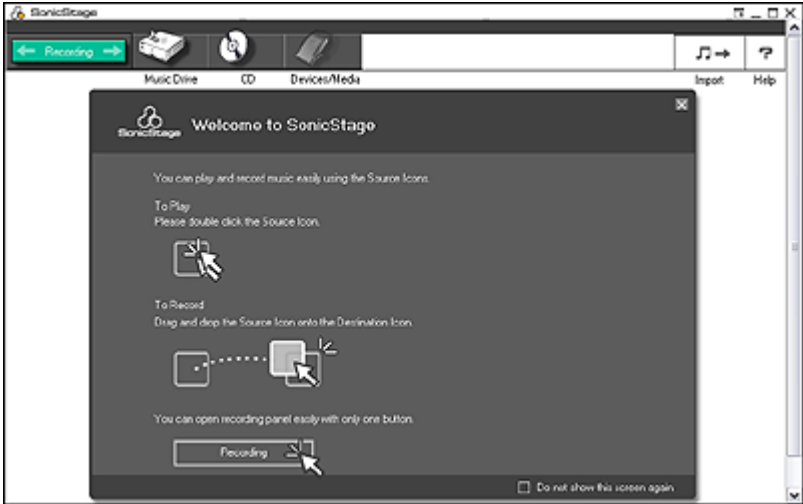 SonicStage
Recording
Music Drive
CD
Devices/Media
Import
Help
SonicStage
Welcome to SonicStage
You can play and record music easily using the Source Icons.
To Play
Please double click the Source Icon.
To Record
Drag and drop the Source Icon onto the Destination Icon.
You can open recording panel easily with only one button.
Recording
Do not show this screen again